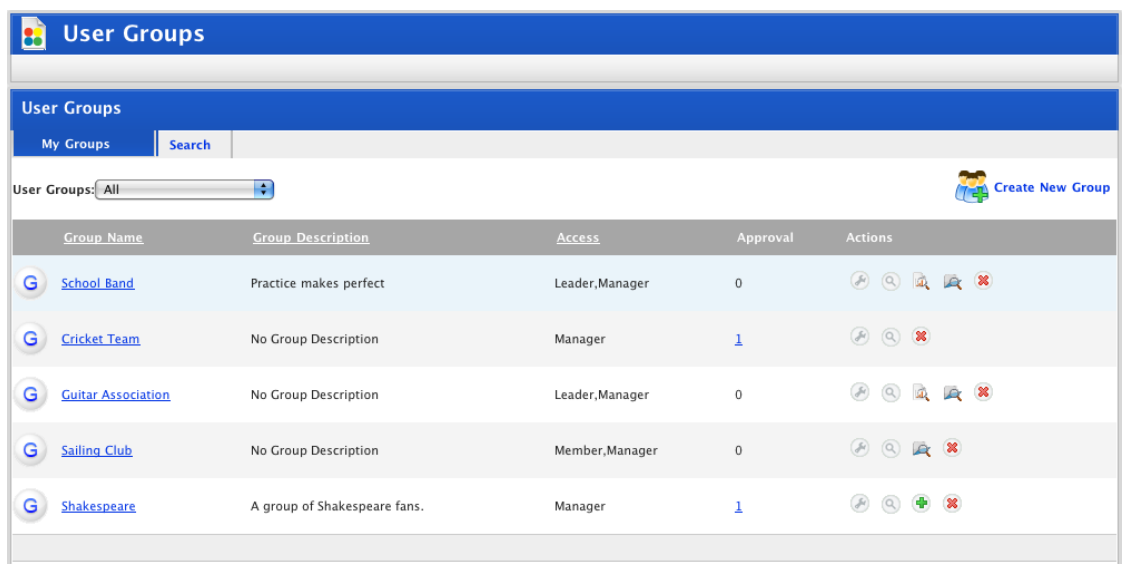 User Groups
User Groups
My Groups Search
User Groups: All Create New Group
Group Name Group Description Access Approval Actions
G School Band Practice makes perfect Leader,Manager 0
G Cricket Team No Group Description Manager 1
G Guitar Association No Group Description Leader,Manager 0
G Sailing Club No Group Description Member,Manager 0
G Shakespeare A group of Shakespeare fans. Manager 1